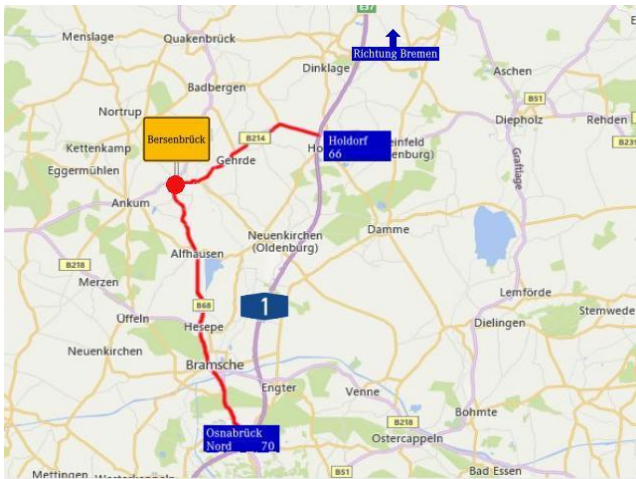 E37
Menslage
Quakenbrück
Richtung Bremen
Dinklage
Aschen
Badbergen
B51
Nortrup
Diepholz
Rehden
Bersenbrück
B214
Holdorf
66
Kettenkamp
Gehrde
Eggermühlen
Graftlage
Ankum
Damme
Neuenkirchen
(Oldenburg)
Alfhausen
B218
Merzen
Lemförde
B68
1
Üffeln
Hesepe
Dielingen
Stemwede
Neuenkirchen
Bramsche
Engter
Venne
Bohmte
B218
Osnabrück
Nord 70
Ostercappeln
B51
Bad Essen
Mettingen